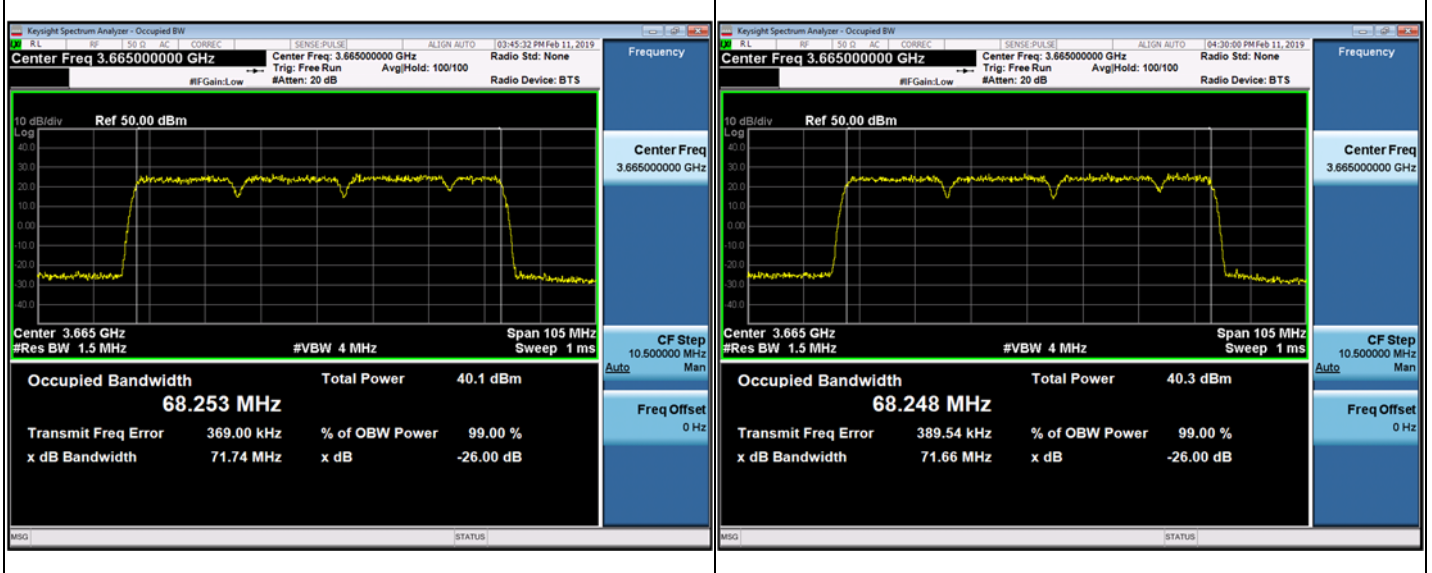 Keysight Spectrum Analyzer - Occupied BW
RL RF 50 Ω AC CORREC SENSE:PULSE ALIGN AUTO 03:45:32 PM Feb 11, 2019
Center Freq 3.665000000 GHz
Center Freq: 3.665000000 GHz Radio Std: None
Trig: Free Run Avg|Hold: 100/100
#IFGain:Low #Atten: 20 dB Radio Device: BTS
10 dB/div Ref 50.00 dBm
Log
40.0
30.0
20.0
10.0
0.00
-10.0
-20.0
-30.0
-40.0
Center 3.665 GHz Span 105 MHz
#Res BW 1.5 MHz #VBW 4 MHz Sweep 1 ms
Occupied Bandwidth Total Power 40.1 dBm
68.253 MHz
Transmit Freq Error 369.00 kHz % of OBW Power 99.00 %
x dB Bandwidth 71.74 MHz x dB -26.00 dB
MSG STATUS
Frequency
Center Freq
3.665000000 GHz
CF Step
10.500000 MHz
Auto Man
Freq Offset
0 Hz
Keysight Spectrum Analyzer - Occupied BW
RL RF 50 Ω AC CORREC SENSE:PULSE ALIGN AUTO 04:30:00 PM Feb 11, 2019
Center Freq 3.665000000 GHz
Center Freq: 3.665000000 GHz Radio Std: None
Trig: Free Run Avg|Hold: 100/100
#IFGain:Low #Atten: 20 dB Radio Device: BTS
10 dB/div Ref 50.00 dBm
Log
40.0
30.0
20.0
10.0
0.00
-10.0
-20.0
-30.0
-40.0
Center 3.665 GHz Span 105 MHz
#Res BW 1.5 MHz #VBW 4 MHz Sweep 1 ms
Occupied Bandwidth Total Power 40.3 dBm
68.248 MHz
Transmit Freq Error 389.54 kHz % of OBW Power 99.00 %
x dB Bandwidth 71.66 MHz x dB -26.00 dB
MSG STATUS
Frequency
Center Freq
3.665000000 GHz
CF Step
10.500000 MHz
Auto Man
Freq Offset
0 Hz